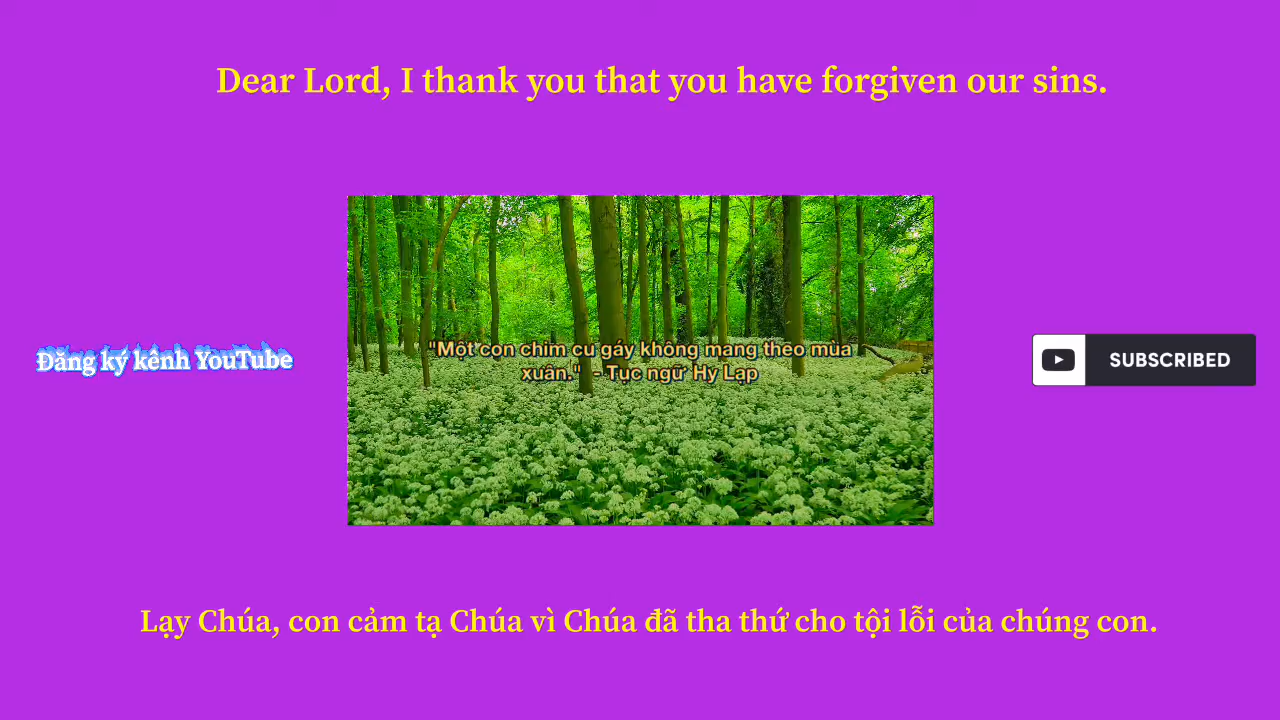 Dear Lord, I thank you that you have forgiven our sins.
"Một con chim cu gáy không mang theo mùa
xuân." - Tục ngữ Hy Lạp
Đăng ký kênh YouTube
SUBSCRIBED
Lạy Chúa, con cảm tạ Chúa vì Chúa đã tha thứ cho tội lỗi của chúng con.